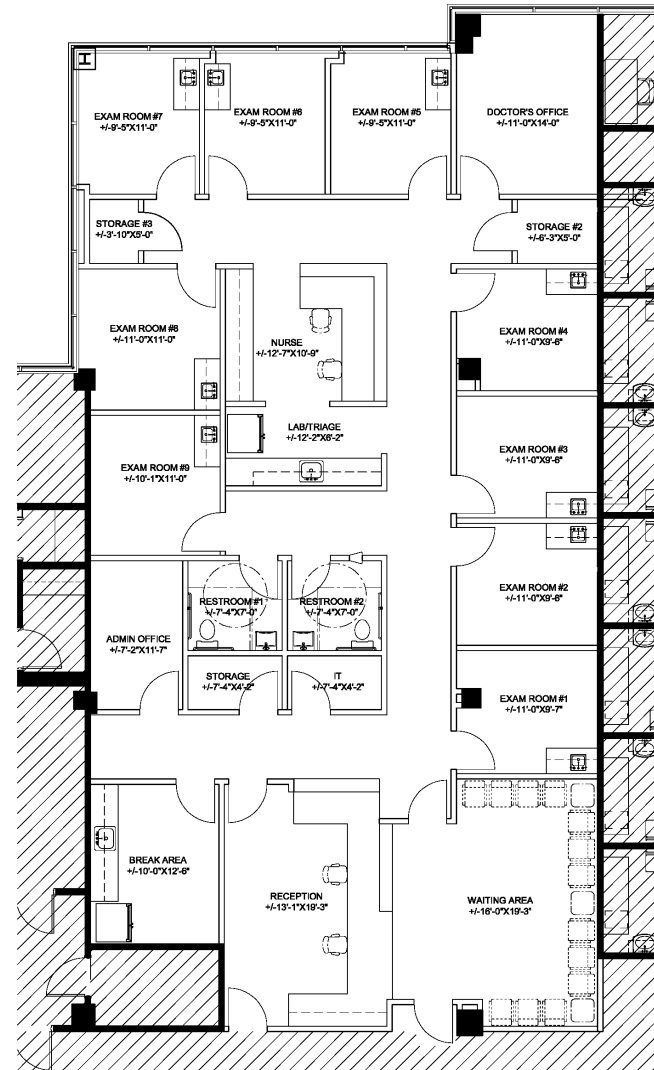 H
EXAM ROOM #7
+/-9'-5"X11'-0"
EXAM ROOM #6
+/-9'-5"X11'-0"
EXAM ROOM #5
+/-9'-5"X11'-0"
DOCTOR'S OFFICE
+/-11'-0"X14'-0"
STORAGE #3
+/-3'-10"X5'-0"
STORAGE #2
+/-6'-3"X5'-0"
EXAM ROOM #8
+/-11'-0"X11'-0"
NURSE
+/-12'-7"X10'-9"
EXAM ROOM #4
+/-11'-0"X9'-6"
LAB/TRIAGE
+/-12'-2"X6'-2"
EXAM ROOM #9
+/-10'-1"X11'-0"
EXAM ROOM #3
+/-11'-0"X9'-6"
RESTROOM #1
+/-7'-4"X7'-0"
RESTROOM #2
+/-7'-4"X7'-0"
EXAM ROOM #2
+/-11'-0"X9'-6"
ADMIN OFFICE
+/-7'-2"X11'-7"
STORAGE
+/-7'-4"X4'-2"
IT
+/-7'-4"X4'-2"
EXAM ROOM #1
+/-11'-0"X9'-7"
BREAK AREA
+/-10'-0"X12'-6"
RECEPTION
+/-13'-1"X19'-3"
WAITING AREA
+/-16'-0"X19'-3"